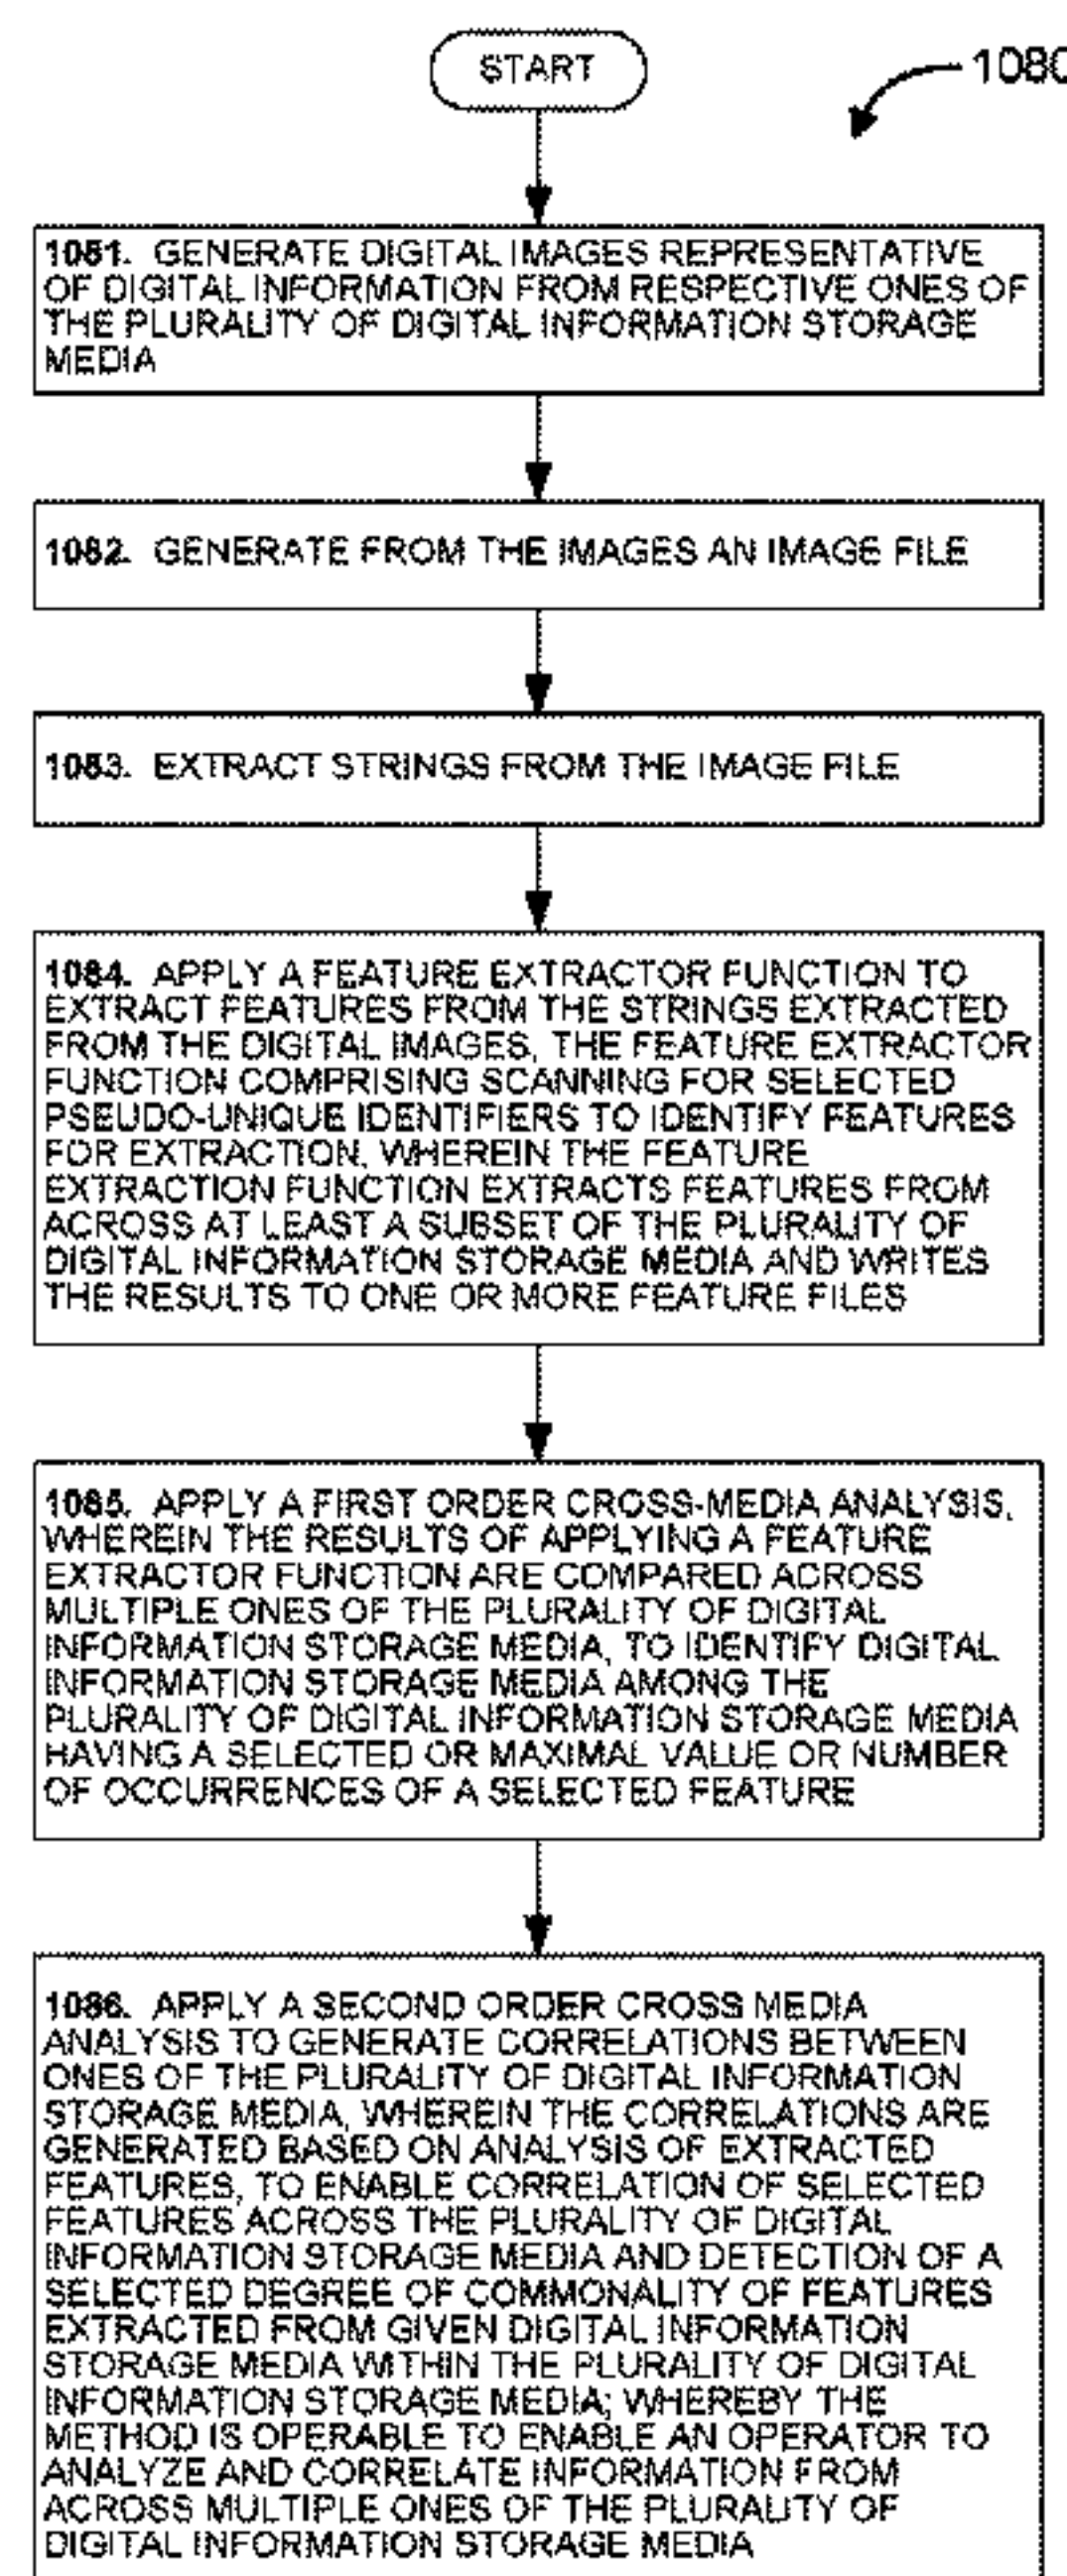 START
1080
1081. GENERATE DIGITAL IMAGES REPRESENTATIVE
OF DIGITAL INFORMATION FROM RESPECTIVE ONES OF
THE PLURALITY OF DIGITAL INFORMATION STORAGE
MEDIA
1082. GENERATE FROM THE IMAGES AN IMAGE FILE
1083. EXTRACT STRINGS FROM THE IMAGE FILE
1084. APPLY A FEATURE EXTRACTOR FUNCTION TO
EXTRACT FEATURES FROM THE STRINGS EXTRACTED
FROM THE DIGITAL IMAGES, THE FEATURE EXTRACTOR
FUNCTION COMPRISING SCANNING FOR SELECTED
PSEUDO-UNIQUE IDENTIFIERS TO IDENTIFY FEATURES
FOR EXTRACTION, WHEREIN THE FEATURE
EXTRACTION FUNCTION EXTRACTS FEATURES FROM
ACROSS AT LEAST A SUBSET OF THE PLURALITY OF
DIGITAL INFORMATION STORAGE MEDIA AND WRITES
THE RESULTS TO ONE OR MORE FEATURE FILES
1085. APPLY A FIRST ORDER CROSS-MEDIA ANALYSIS,
WHEREIN THE RESULTS OF APPLYING A FEATURE
EXTRACTOR FUNCTION ARE COMPARED ACROSS
MULTIPLE ONES OF THE PLURALITY OF DIGITAL
INFORMATION STORAGE MEDIA, TO IDENTIFY DIGITAL
INFORMATION STORAGE MEDIA AMONG THE
PLURALITY OF DIGITAL INFORMATION STORAGE MEDIA
HAVING A SELECTED OR MAXIMAL VALUE OR NUMBER
OF OCCURRENCES OF A SELECTED FEATURE
1086. APPLY A SECOND ORDER CROSS MEDIA
ANALYSIS TO GENERATE CORRELATIONS BETWEEN
ONES OF THE PLURALITY OF DIGITAL INFORMATION
STORAGE MEDIA, WHEREIN THE CORRELATIONS ARE
GENERATED BASED ON ANALYSIS OF EXTRACTED
FEATURES, TO ENABLE CORRELATION OF SELECTED
FEATURES ACROSS THE PLURALITY OF DIGITAL
INFORMATION STORAGE MEDIA AND DETECTION OF A
SELECTED DEGREE OF COMMONALITY OF FEATURES
EXTRACTED FROM GIVEN DIGITAL INFORMATION
STORAGE MEDIA WITHIN THE PLURALITY OF DIGITAL
INFORMATION STORAGE MEDIA; WHEREBY THE
METHOD IS OPERABLE TO ENABLE AN OPERATOR TO
ANALYZE AND CORRELATE INFORMATION FROM
ACROSS MULTIPLE ONES OF THE PLURALITY OF
DIGITAL INFORMATION STORAGE MEDIA